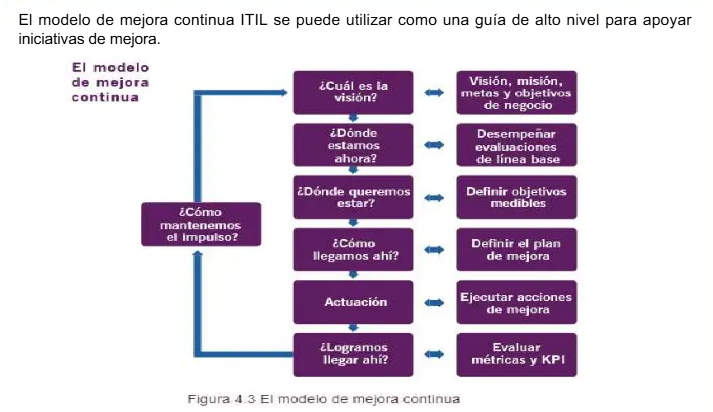 El modelo de mejora continua ITIL se puede utilizar como una guía de alto nivel para apoyar
iniciativas de mejora.
El modelo
de mejora
continua
¿Cuál es la
visión?
Visión, misión,
metas y objetivos
de negocio
¿Dónde
estamos
ahora?
Desempeñar
evaluaciones
de línea base
¿Dónde queremos
estar?
Definir objetivos
medibles
¿Cómo
mantenemos
el impulso?
¿Cómo
llegamos ahí?
Definir el plan
de mejora
Actuación
Ejecutar acciones
de mejora
¿Logramos
llegar ahí?
Evaluar
métricas y KPI
Figura 4.3 El modelo de mejora continua